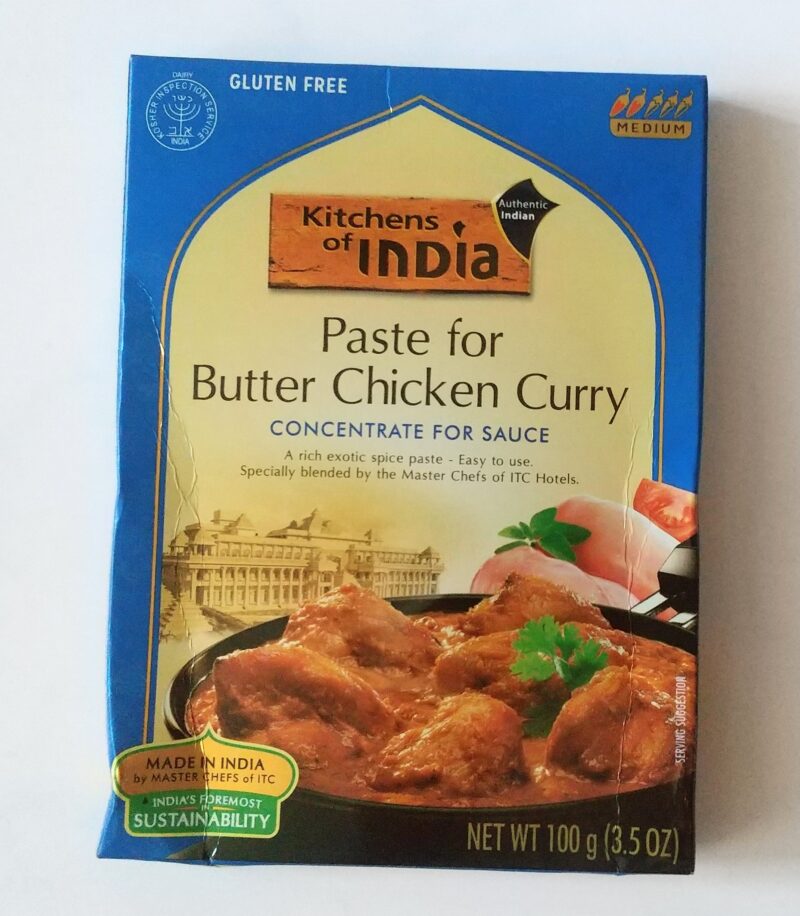 DAIRY
KOSHER INSPECTION SERVICE
כשר
INDIA
GLUTEN FREE
MEDIUM
Authentic
Indian
Kitchens
of INDIA
Paste for
Butter Chicken Curry
CONCENTRATE FOR SAUCE
A rich exotic spice paste - Easy to use.
Specially blended by the Master Chefs of ITC Hotels.
SERVING SUGGESTION
MADE IN INDIA
by MASTER CHEFS of ITC
INDIA'S FOREMOST
IN
SUSTAINABILITY
NET WT 100 g (3.5 OZ)